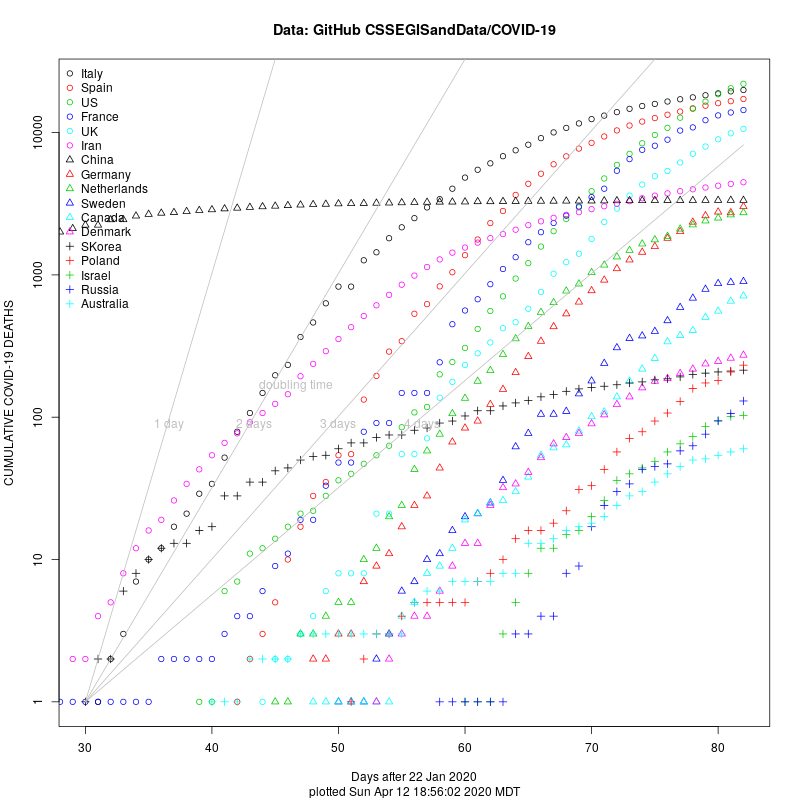 Data: GitHub CSSEGISandData/COVID-19
Italy
Spain
US
France
UK
Iran
China
Germany
Netherlands
Sweden
Canada
Denmark
SKorea
Poland
Israel
Russia
Australia
doubling time
1 day
2 days
3 days
4 days
CUMULATIVE COVID-19 DEATHS
10000
1000
100
10
1
30
40
50
60
70
80
Days after 22 Jan 2020
plotted Sun Apr 12 18:56:02 2020 MDT